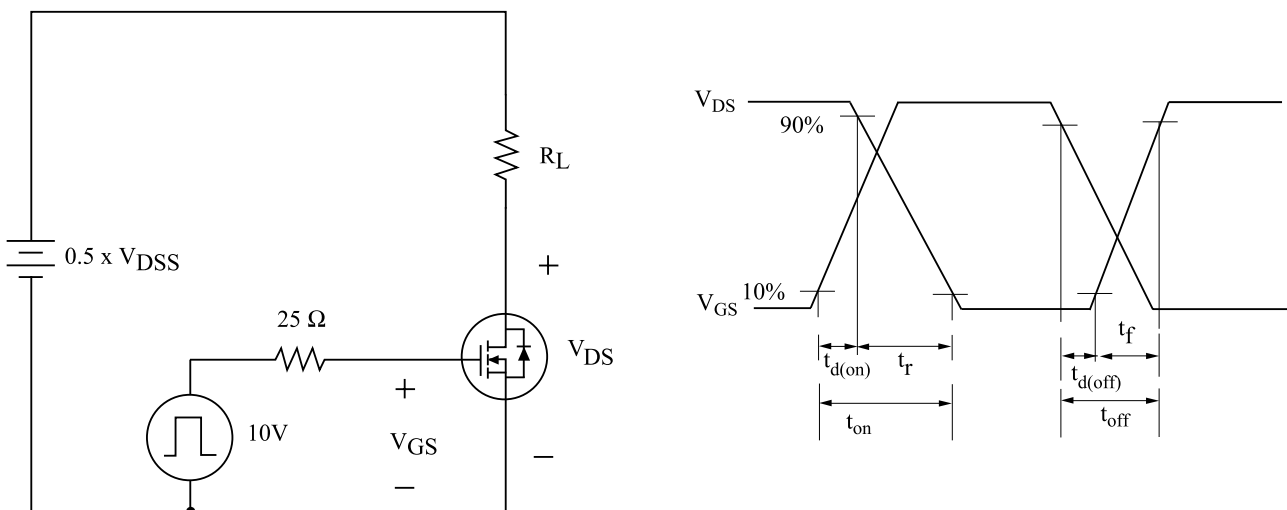 R_L
0.5 x V_DSS
+
25 Ω
V_DS
+
10V
V_GS
−
−
V_DS
90%
V_GS
10%
t_d(on)
t_r
t_on
t_f
t_d(off)
t_off